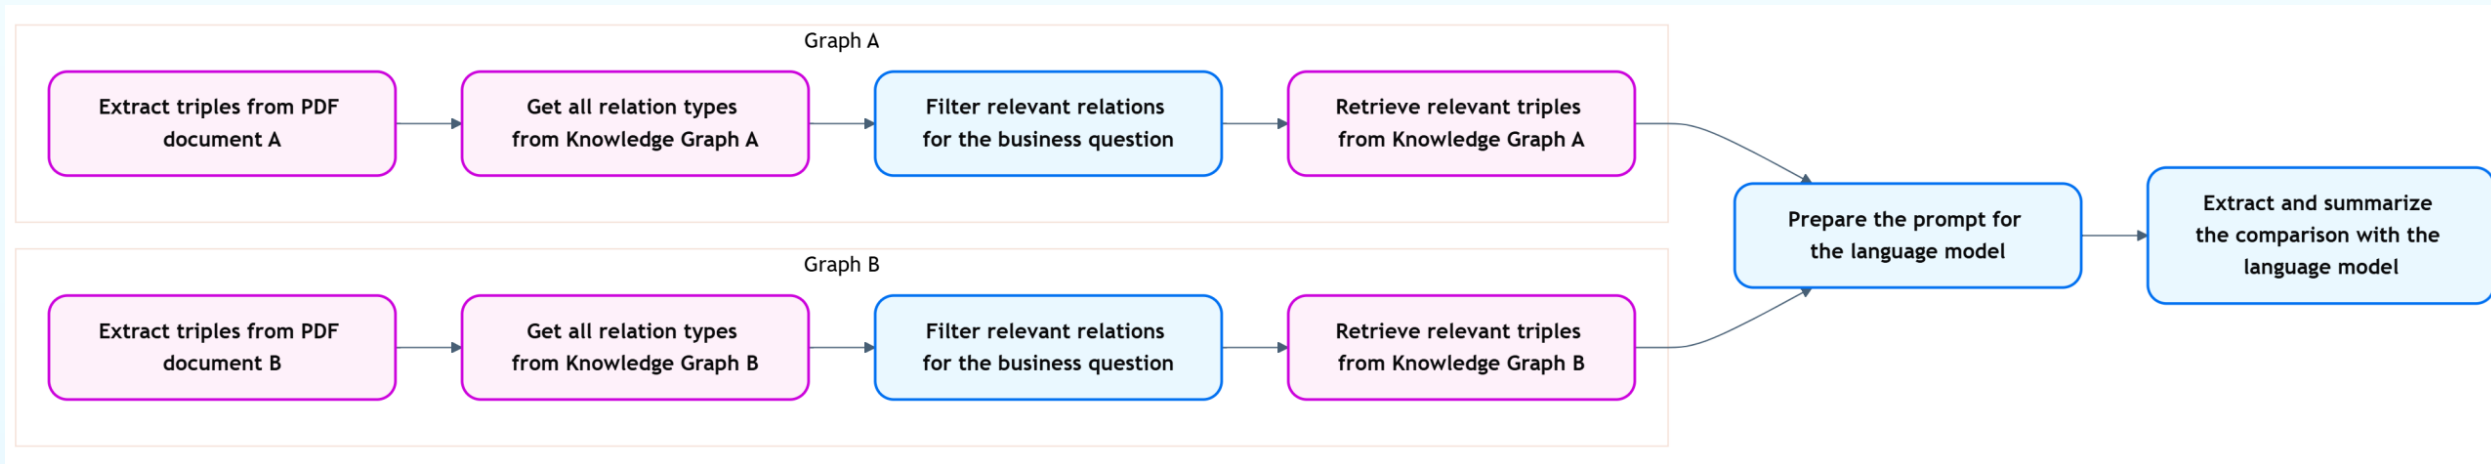 Graph A
Extract triples from PDF
document A
Get all relation types
from Knowledge Graph A
Filter relevant relations
for the business question
Retrieve relevant triples
from Knowledge Graph A
Graph B
Extract triples from PDF
document B
Get all relation types
from Knowledge Graph B
Filter relevant relations
for the business question
Retrieve relevant triples
from Knowledge Graph B
Prepare the prompt for
the language model
Extract and summarize
the comparison with the
language model